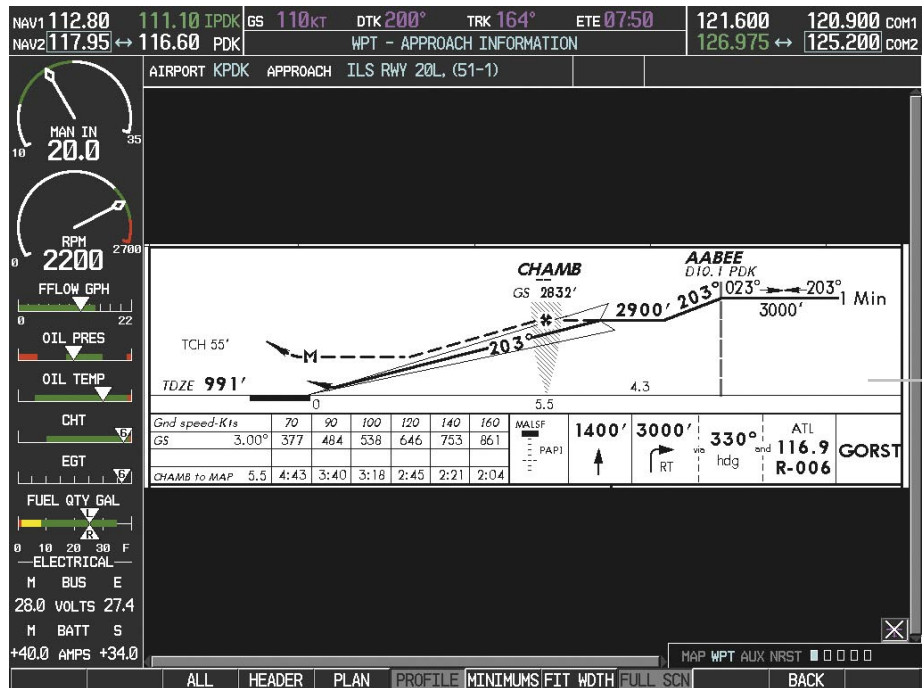 NAV1 112.80 111.10 IPDK GS 110KT DTK 200° TRK 164° ETE 07:50 121.600 120.900 COM1
NAV2 117.95 ↔ 116.60 PDK WPT - APPROACH INFORMATION 126.975 ↔ 125.200 COM2
AIRPORT KPDK APPROACH ILS RWY 20L, (51-1)
MAN IN
10 20.0 35
RPM
0 2200 2700
FFLOW GPH
0 22
OIL PRES
OIL TEMP
CHT
6
EGT
6
FUEL QTY GAL
L
R
0 10 20 30 F
ELECTRICAL
M BUS E
28.0 VOLTS 27.4
M BATT S
+40.0 AMPS +34.0
CHAMB
GS 2832'
AABEE
D10.1 PDK
023° 203°
3000'
1 Min
2900' 203°
203°
TCH 55'
M
TDZE 991'
0 5.5 4.3
Gnd speed-Kts 70 90 100 120 140 160
GS 3.00° 377 484 538 646 753 861
CHAMB to MAP 5.5 4:43 3:40 3:18 2:45 2:21 2:04
MALSF
PAPI
1400'
3000'
RT
via
330°
hdg
and
ATL
116.9
R-006
GORST
MAP WPT AUX NRST
ALL HEADER PLAN PROFILE MINIMUMS FIT WDTH FULL SCN BACK